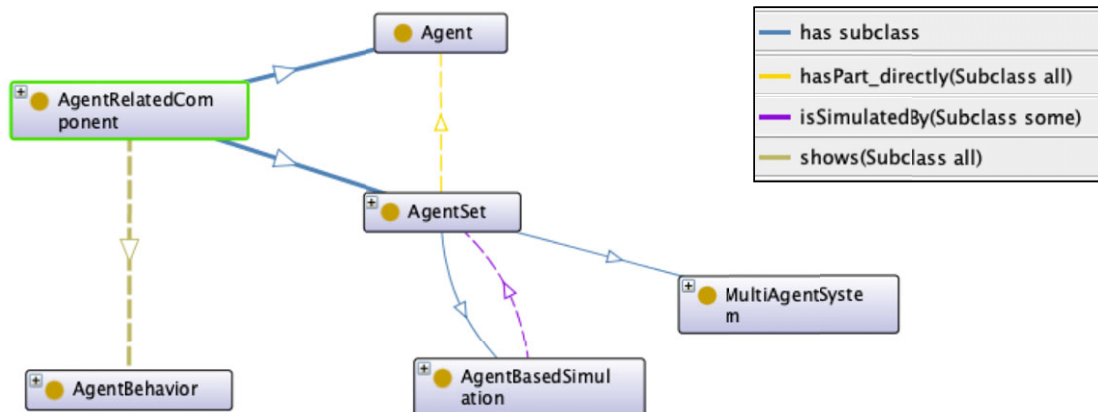 Agent
AgentRelatedCom
ponent
AgentSet
MultiAgentSyste
m
AgentBasedSimul
ation
AgentBehavior
has subclass
hasPart_directly(Subclass all)
isSimulatedBy(Subclass some)
shows(Subclass all)